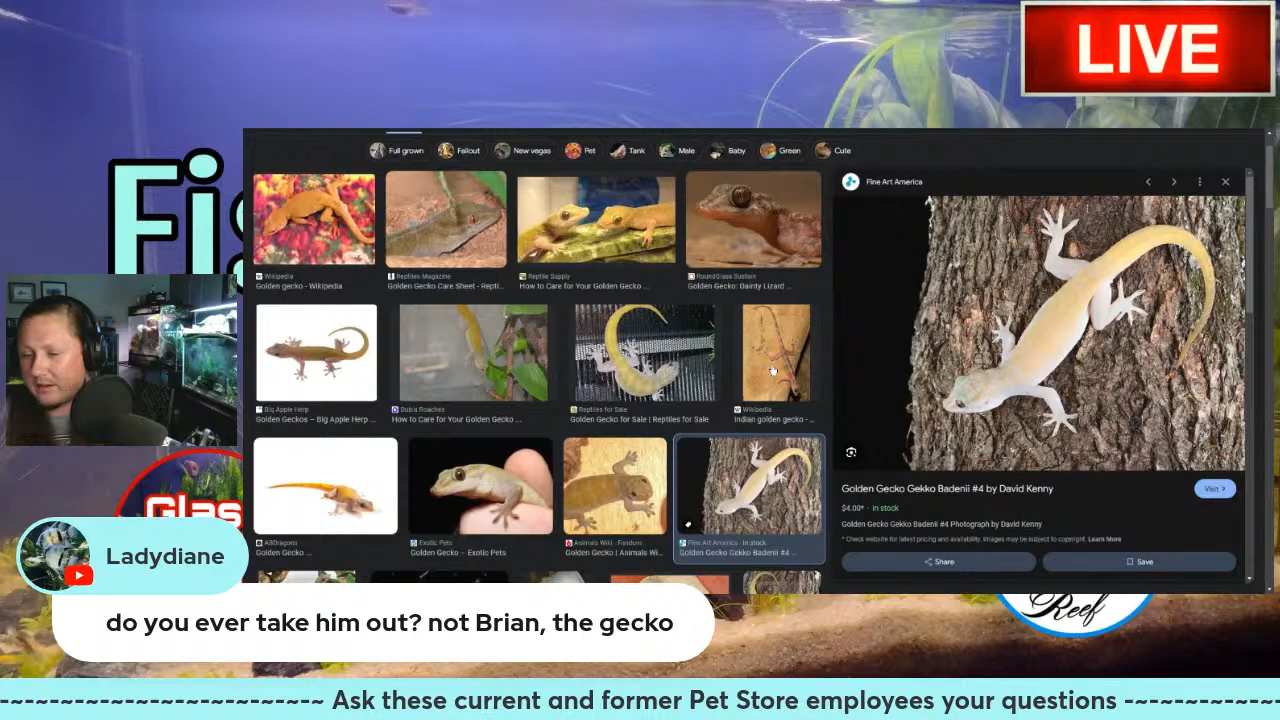 LIVE
Full grown
Fallout
New vegas
Pet
Tank
Male
Baby
Green
Cute
Fi
Fine Art America
Wikipedia
Golden gecko - Wikipedia
Reptiles Magazine
Golden Gecko Care Sheet - Repti...
Reptile Supply
How to Care for Your Golden Gecko ...
RoundGlass Sustain
Golden Gecko: Dainty Lizard ...
Big Apple Herp
Golden Geckos – Big Apple Herp ...
Dubia Roaches
How to Care for Your Golden Gecko ...
Reptiles for Sale
Golden Gecko for Sale | Reptiles for Sale
Wikipedia
Indian golden gecko - ...
Golden Gecko Gekko Badenii #4 by David Kenny
Visit >
$4.00* · In stock
Golden Gecko Gekko Badenii #4 Photograph by David Kenny
* Check website for latest pricing and availability. Images may be subject to copyright. Learn More
Share
Save
Golden Gecko ...
Exotic Pets
Golden Gecko – Exotic Pets
Animals Wiki - Fandom
Golden Gecko | Animals Wi...
Fine Art America · In stock
Golden Gecko Gekko Badenii #4 ...
Glas
Ladydiane
do you ever take him out? not Brian, the gecko
Reef
~-~-~-~-~-~-~-~-~-~-~-~-~ Ask these current and former Pet Store employees your questions -~-~-~-~-~-~-~